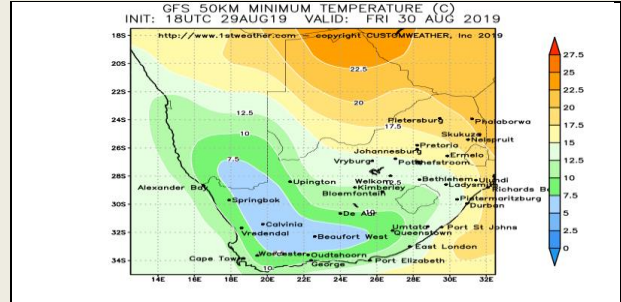 GFS 50KM MINIMUM TEMPERATURE (C)
INIT: 18UTC 29AUG19 VALID: FRI 30 AUG 2019
http://www.1stweather.com - copyright CUSTOMWEATHER, Inc 2019
18S
20S
22S
24S
26S
28S
30S
32S
34S
22.5
20
17.5
12.5
10
7.5
10
Pietersburg
Phalaborwa
Skukuza
Nelspruit
Pretoria
Johannesburg
Ermelo
Vryburg
Potchefstroom
Welkom
Bethlehem
Ulundi
Ladysmith
Kimberley
Bloemfontein
Richards B
Upington
Alexander Bay
Springbok
Pietermaritzburg
Durban
De Aar
Calvinia
Vredendal
Beaufort West
Umtata
Port St Johns
Queenstown
East London
Cape Town
Worcester
Oudtshoorn
George
Port Elizabeth
14E 16E 18E 20E 22E 24E 26E 28E 30E 32E
27.5
25
22.5
20
17.5
15
12.5
10
7.5
5
2.5
0